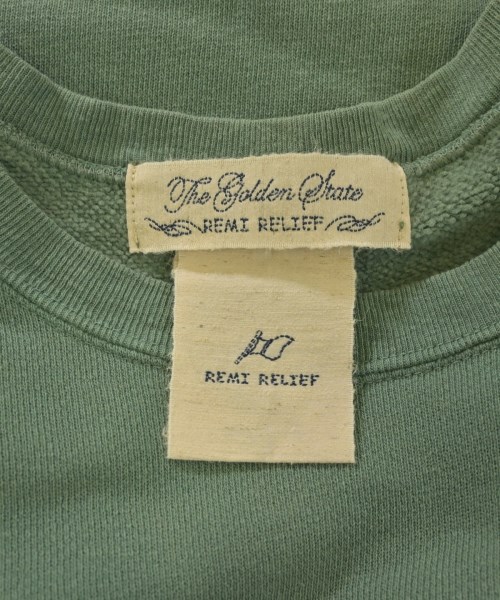 The Golden State
REMI RELIEF
REMI RELIEF